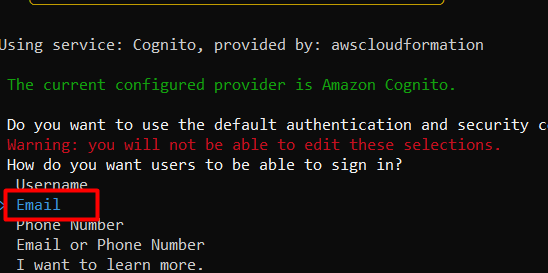 Using service: Cognito, provided by: awscloudformation
The current configured provider is Amazon Cognito.
Do you want to use the default authentication and security c
Warning: you will not be able to edit these selections.
How do you want users to be able to sign in?
Username
> Email
Phone Number
Email or Phone Number
I want to learn more.